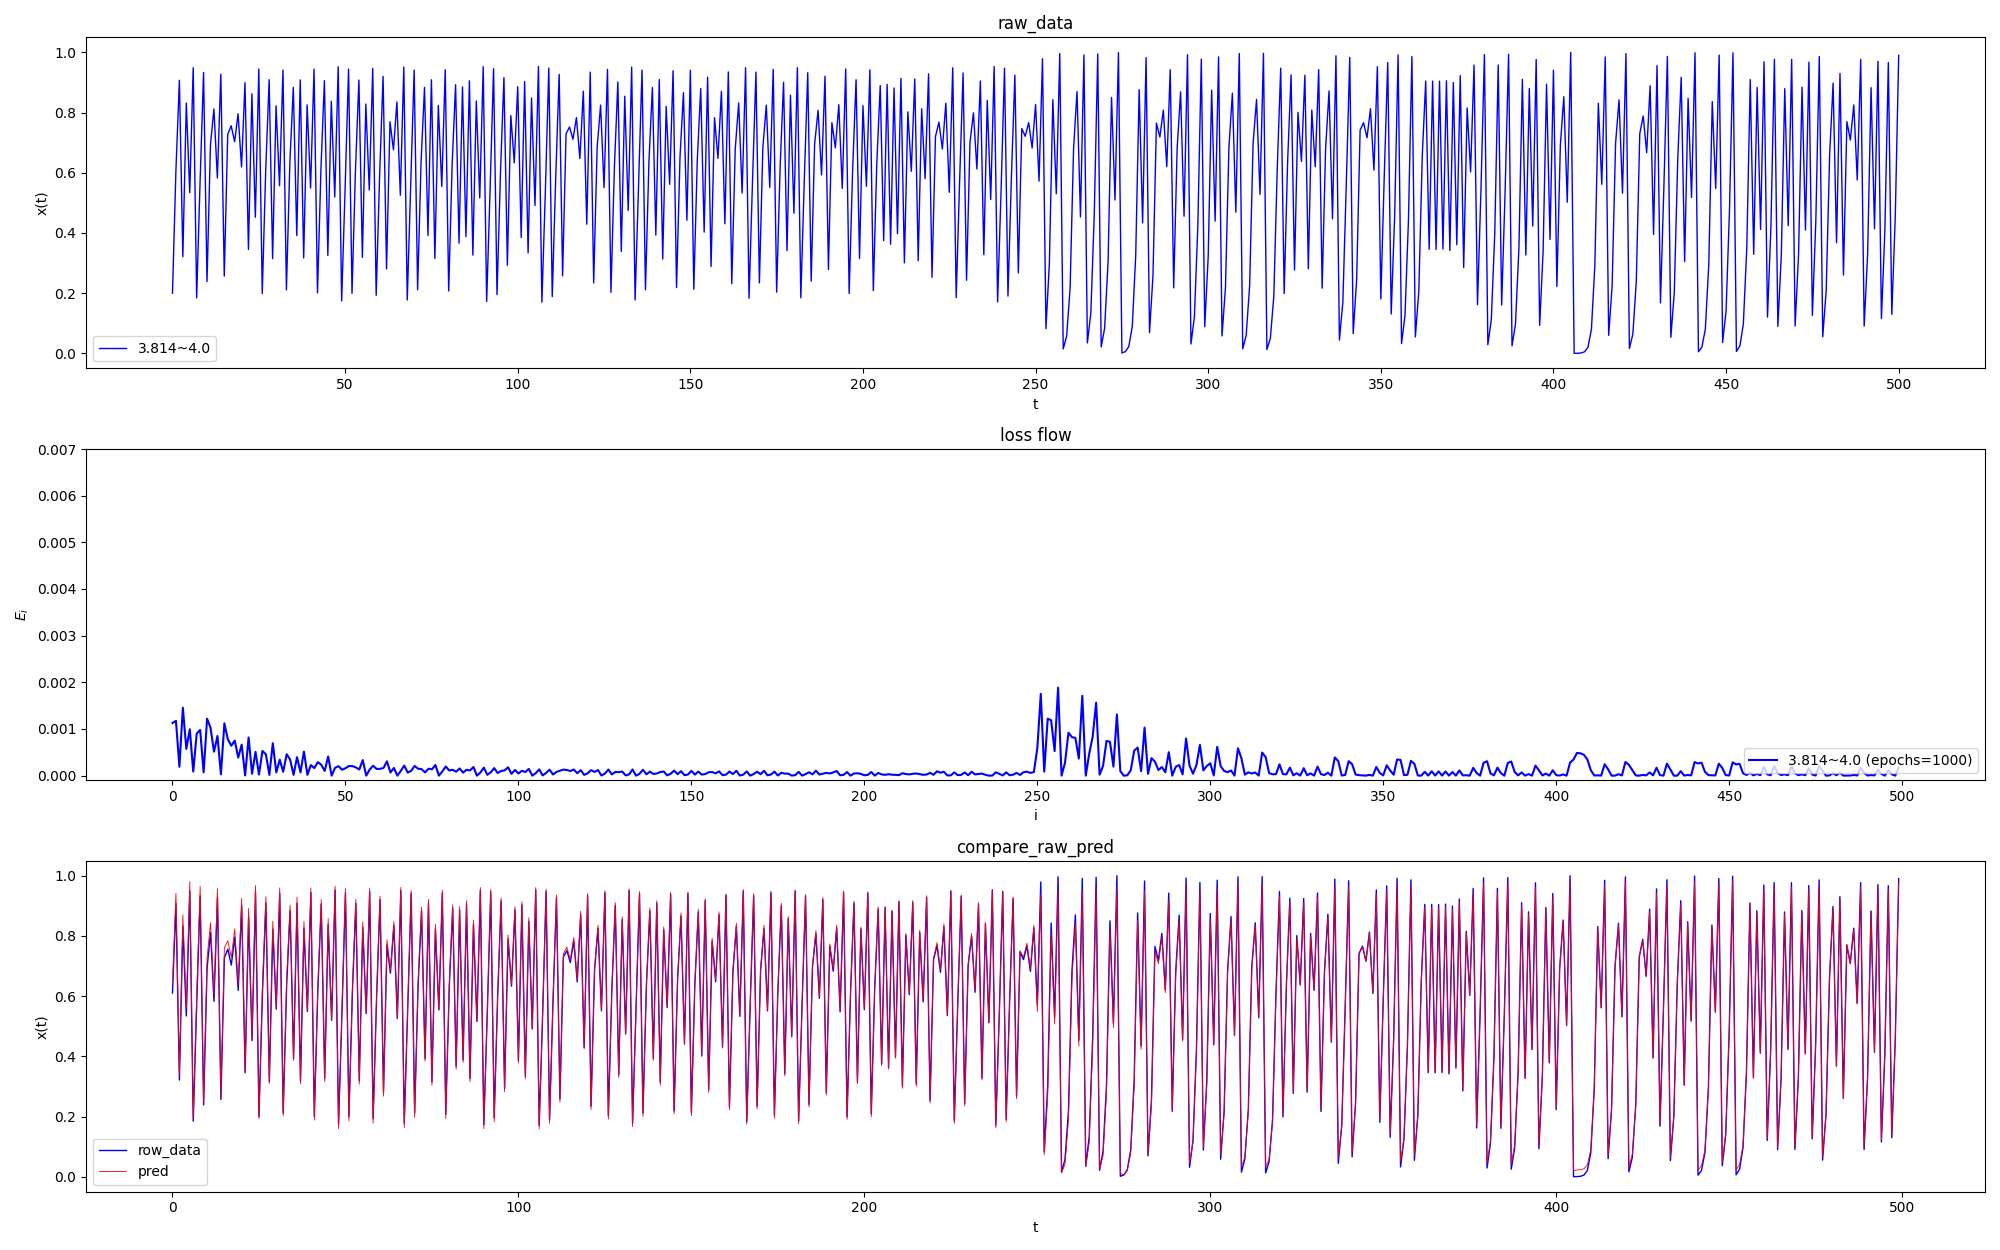 raw_data
1.0
0.8
0.6
0.4
0.2
0.0
x(t)
3.814~4.0
50 100 150 200 250 300 350 400 450 500
t
loss flow
0.007
0.006
0.005
0.004
0.003
0.002
0.001
0.000
E_i
3.814~4.0 (epochs=1000)
0 50 100 150 200 250 300 350 400 450 500
i
compare_raw_pred
1.0
0.8
0.6
0.4
0.2
0.0
x(t)
row_data
pred
0 100 200 300 400 500
t